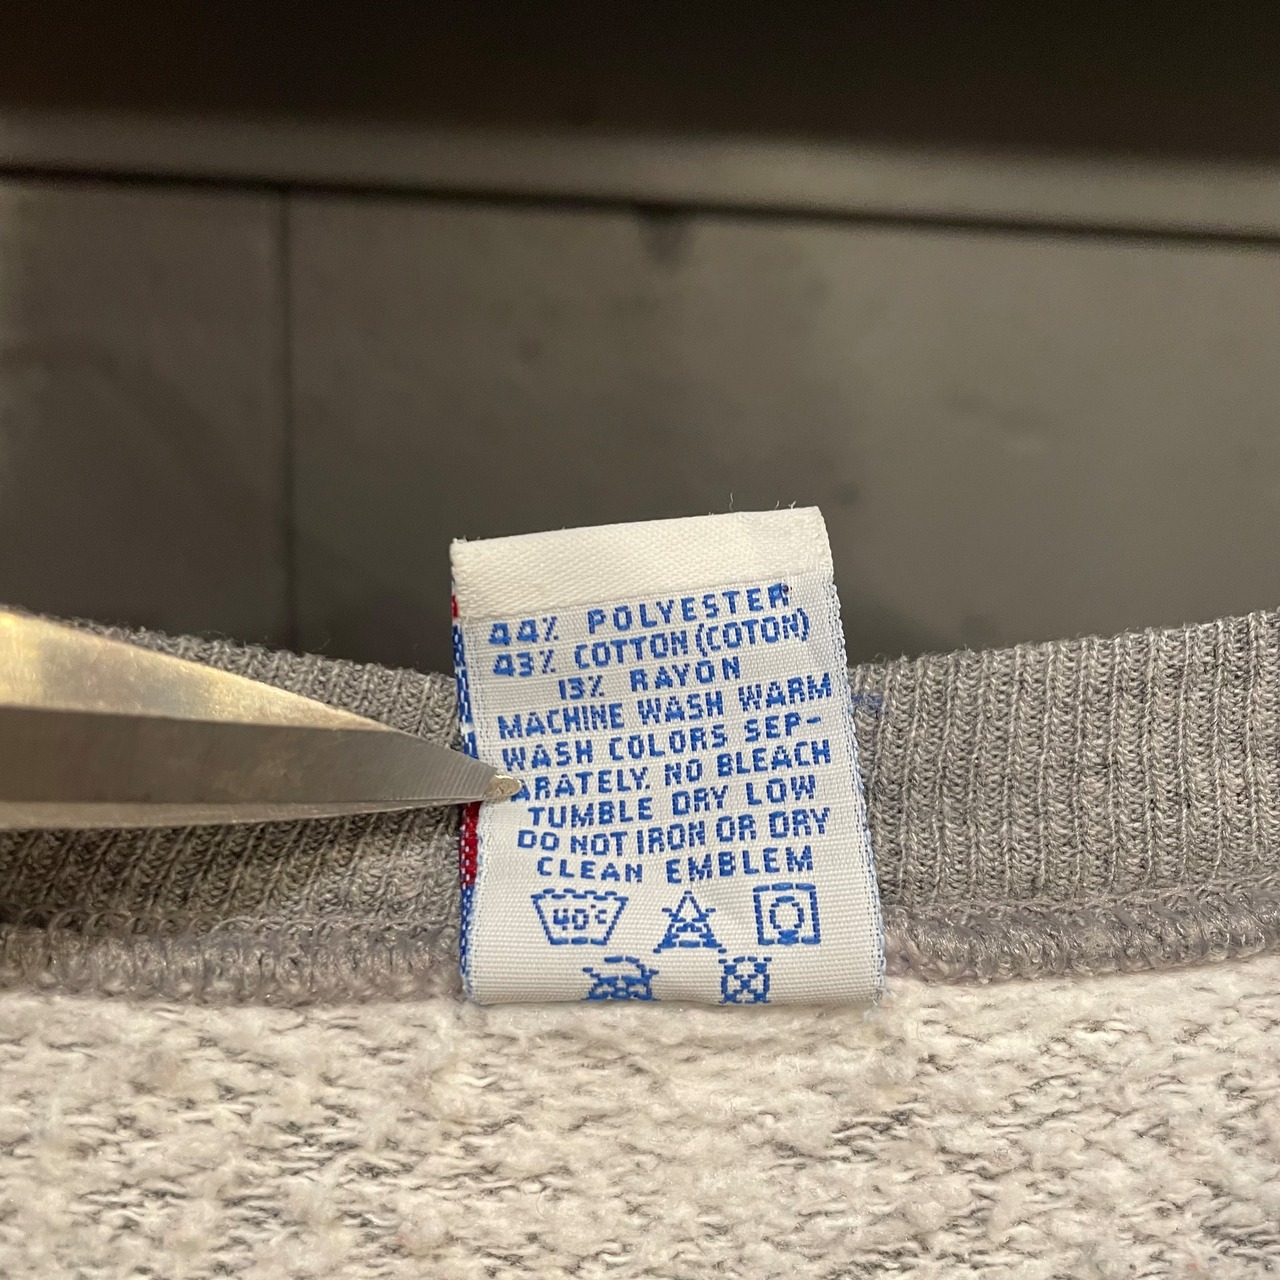 44% POLYESTER
43% COTTON (COTON)
13% RAYON
MACHINE WASH WARM
WASH COLORS SEP-
ARATELY. NO BLEACH
TUMBLE DRY LOW
DO NOT IRON OR DRY
CLEAN EMBLEM
40°C